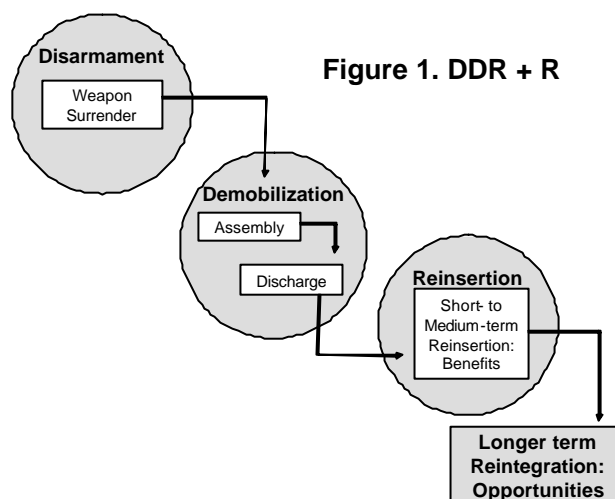 Disarmament
Figure 1. DDR + R
Weapon
Surrender
Demobilization
Assembly
Discharge
Reinsertion
Short- to
Medium-term
Reinsertion:
Benefits
Longer term
Reintegration:
Opportunities